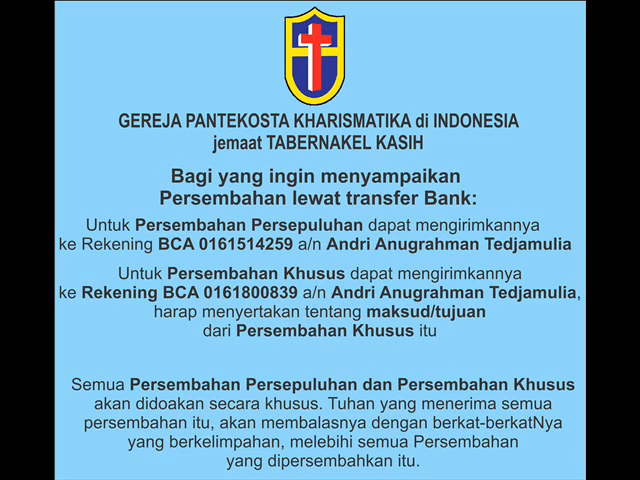 GEREJA PANTEKOSTA KHARISMATIKA di INDONESIA
jemaat TABERNAKEL KASIH
Bagi yang ingin menyampaikan
Persembahan lewat transfer Bank:
Untuk Persembahan Persepuluhan dapat mengirimkannya
ke Rekening BCA 0161514259 a/n Andri Anugrahman Tedjamulia
Untuk Persembahan Khusus dapat mengirimkannya
ke Rekening BCA 0161800839 a/n Andri Anugrahman Tedjamulia,
harap menyertakan tentang maksud/tujuan
dari Persembahan Khusus itu
Semua Persembahan Persepuluhan dan Persembahan Khusus
akan didoakan secara khusus. Tuhan yang menerima semua
persembahan itu, akan membalasnya dengan berkat-berkatNya
yang berkelimpahan, melebihi semua Persembahan
yang dipersembahkan itu.